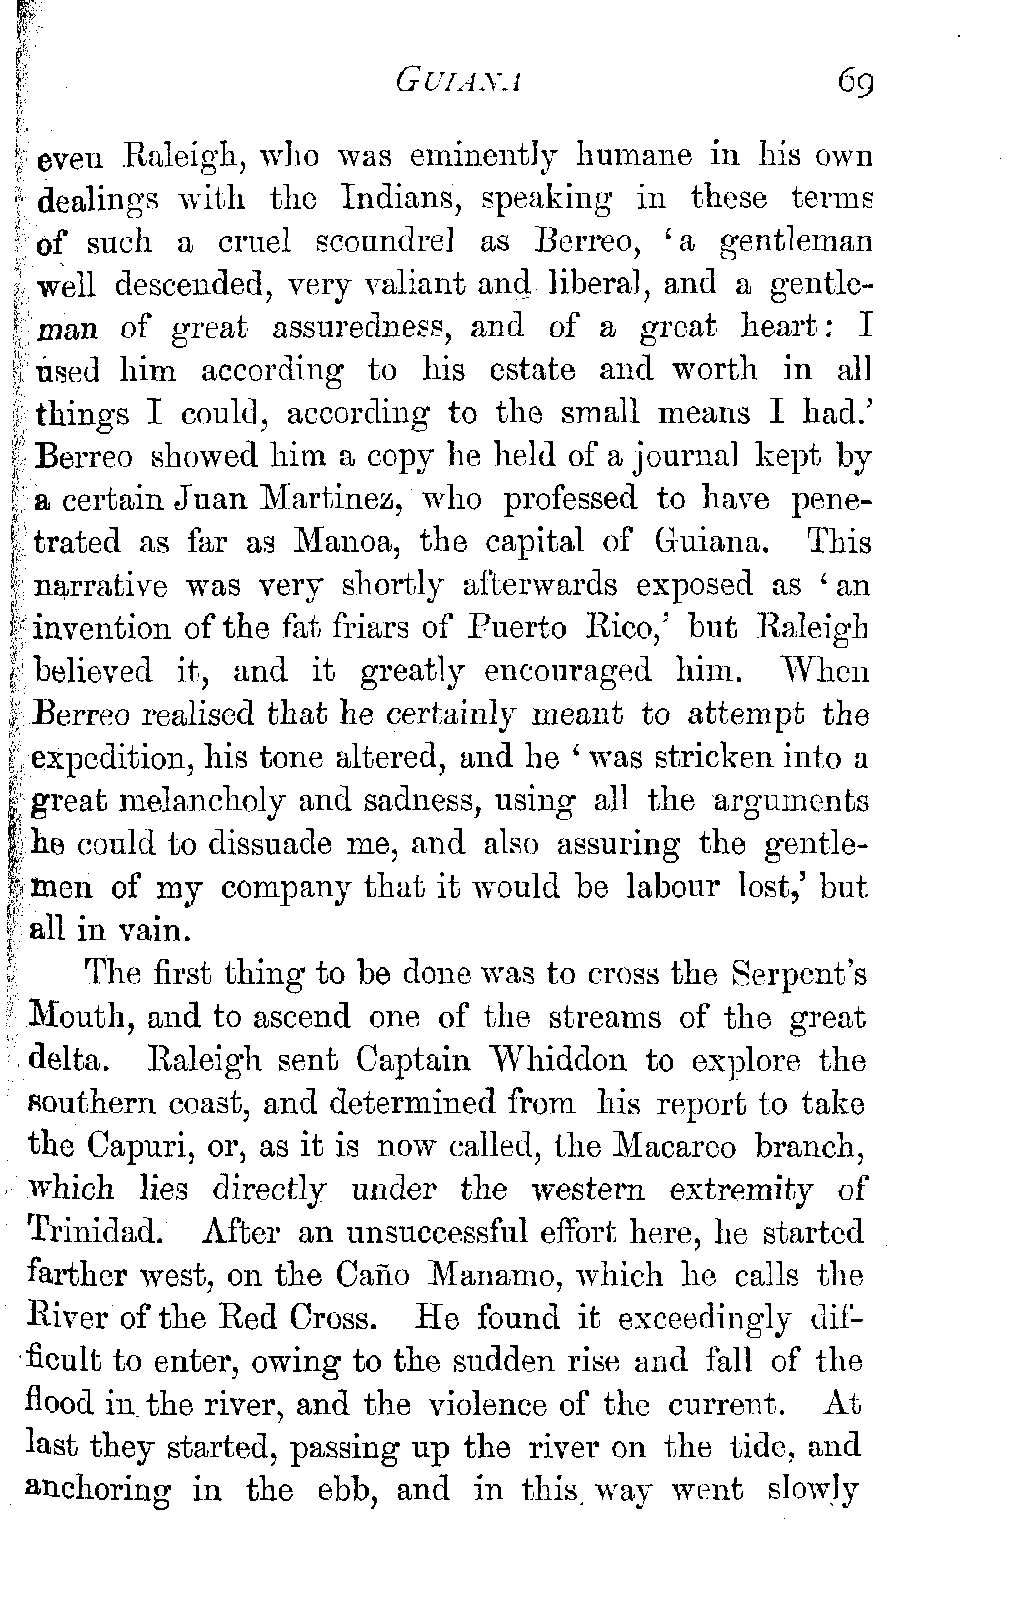 GUIANA 69
even Raleigh, who was eminently humane in his own
dealings with the Indians, speaking in these terms
of such a cruel scoundrel as Berreo, ‘a gentleman
well descended, very valiant and liberal, and a gentle-
man of great assuredness, and of a great heart: I
used him according to his estate and worth in all
things I could, according to the small means I had.’
Berreo showed him a copy he held of a journal kept by
a certain Juan Martinez, who professed to have pene-
trated as far as Manoa, the capital of Guiana. This
narrative was very shortly afterwards exposed as ‘an
invention of the fat friars of Puerto Rico,’ but Raleigh
believed it, and it greatly encouraged him. When
Berreo realised that he certainly meant to attempt the
expedition, his tone altered, and he ‘was stricken into a
great melancholy and sadness, using all the arguments
he could to dissuade me, and also assuring the gentle-
men of my company that it would be labour lost,’ but
all in vain.
The first thing to be done was to cross the Serpent’s
Mouth, and to ascend one of the streams of the great
delta. Raleigh sent Captain Whiddon to explore the
southern coast, and determined from his report to take
the Capuri, or, as it is now called, the Macareo branch,
which lies directly under the western extremity of
Trinidad. After an unsuccessful effort here, he started
farther west, on the Caño Manamo, which he calls the
River of the Red Cross. He found it exceedingly dif-
ficult to enter, owing to the sudden rise and fall of the
flood in the river, and the violence of the current. At
last they started, passing up the river on the tide, and
anchoring in the ebb, and in this way went slowly